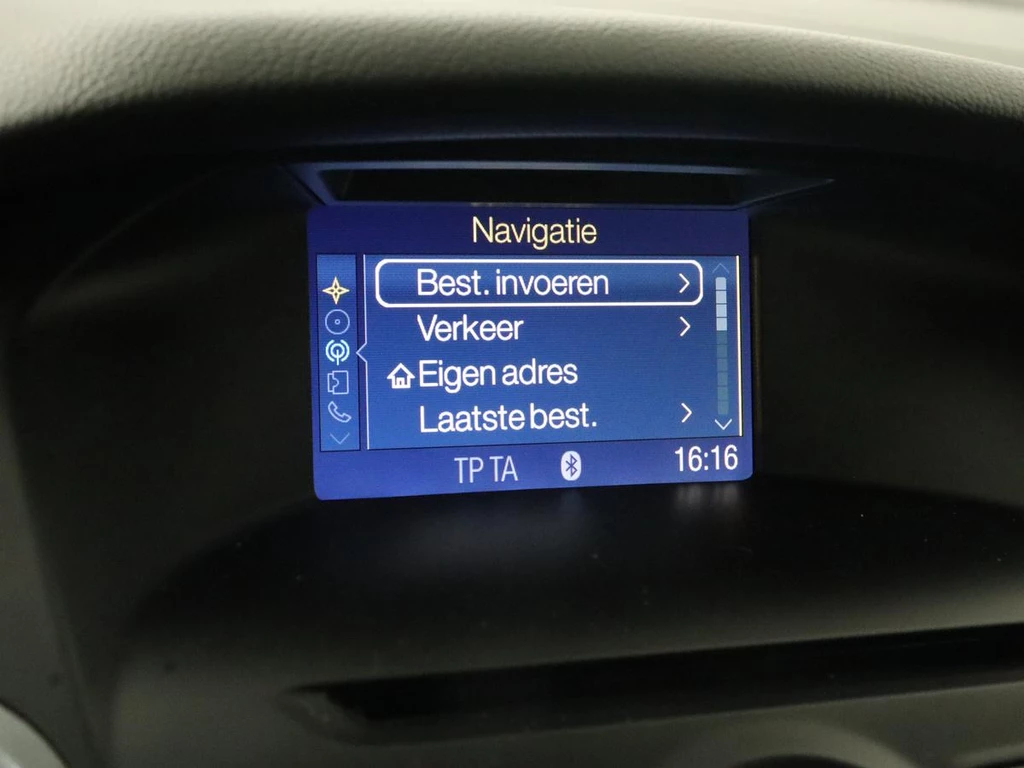 Navigatie
Best. invoeren
Verkeer
Eigen adres
Laatste best.
TP TA 16:16